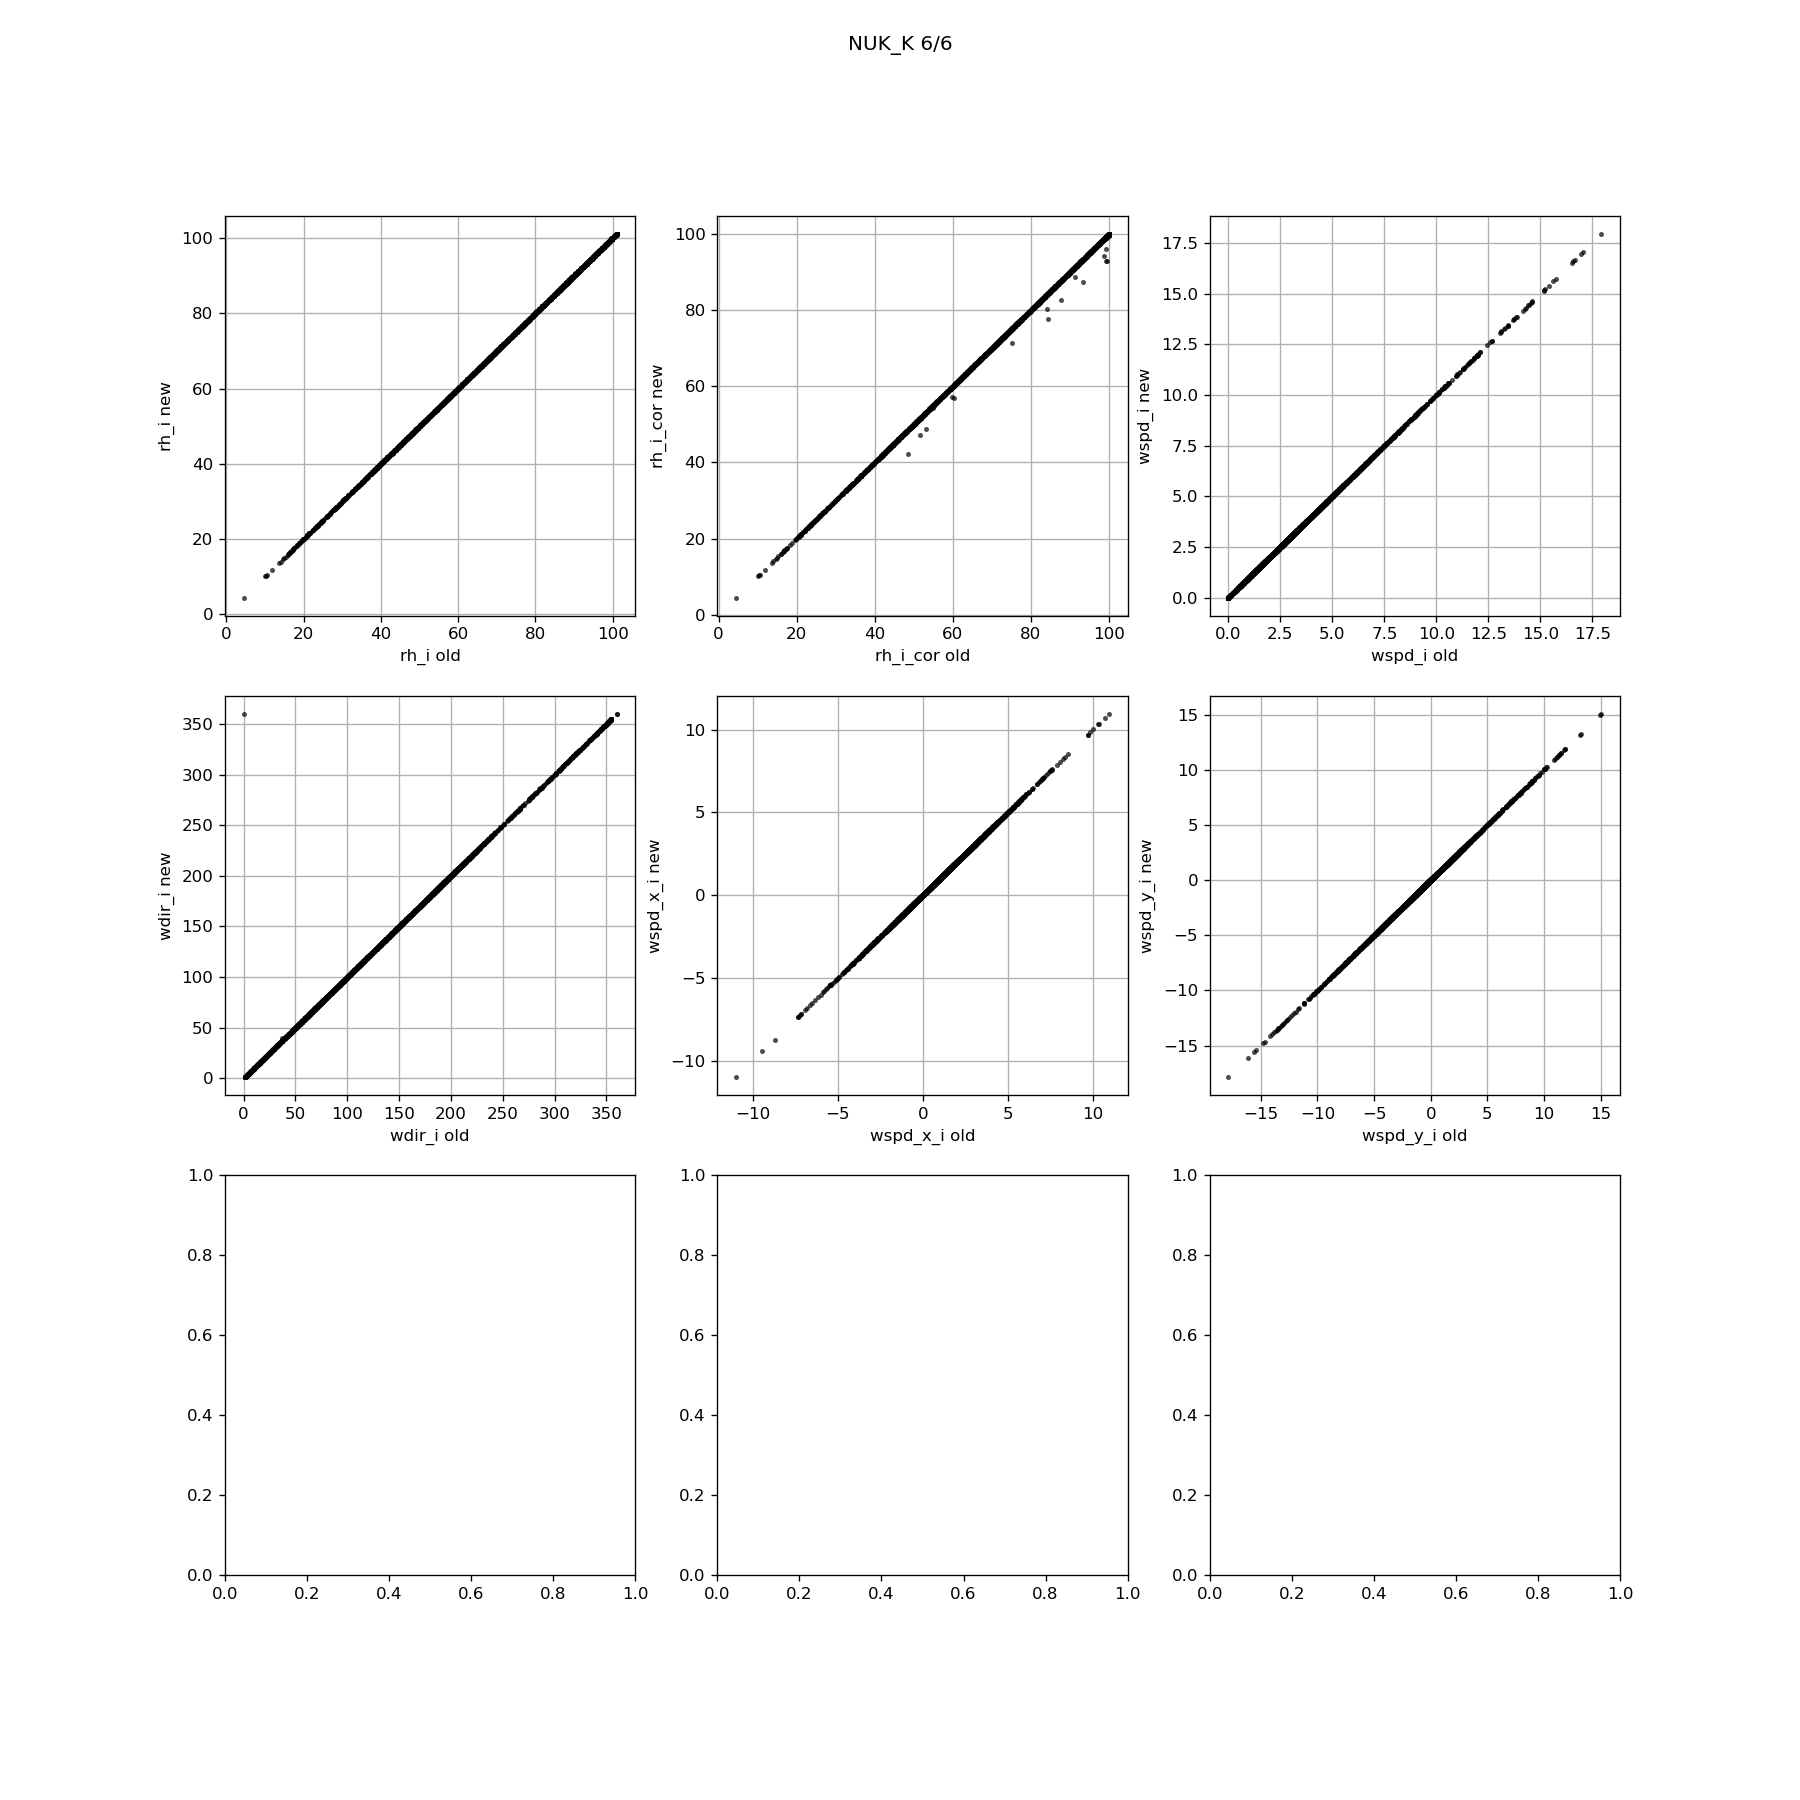 NUK_K 6/6
100
80
60
40
20
0
rh_i new
0 20 40 60 80 100
rh_i old
100
80
60
40
20
0
rh_i_cor new
0 20 40 60 80 100
rh_i_cor old
17.5
15.0
12.5
10.0
7.5
5.0
2.5
0.0
wspd_i new
0.0 2.5 5.0 7.5 10.0 12.5 15.0 17.5
wspd_i old
350
300
250
200
150
100
50
0
wdir_i new
0 50 100 150 200 250 300 350
wdir_i old
10
5
0
−5
−10
wspd_x_i new
−10 −5 0 5 10
wspd_x_i old
15
10
5
0
−5
−10
−15
wspd_y_i new
−15 −10 −5 0 5 10 15
wspd_y_i old
1.0
0.8
0.6
0.4
0.2
0.0
0.0 0.2 0.4 0.6 0.8 1.0
1.0
0.8
0.6
0.4
0.2
0.0
0.0 0.2 0.4 0.6 0.8 1.0
1.0
0.8
0.6
0.4
0.2
0.0
0.0 0.2 0.4 0.6 0.8 1.0